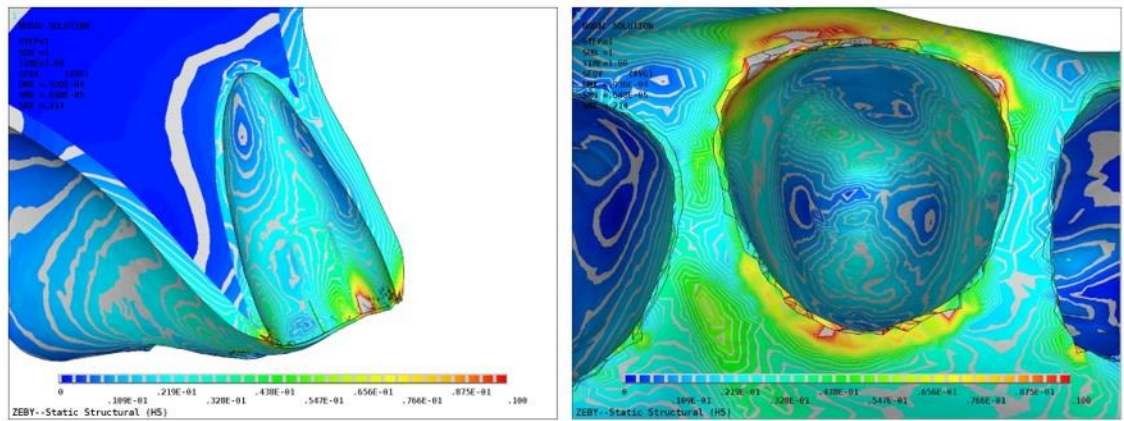 1
NODAL SOLUTION
STEP=1
SUB =1
TIME=1.00
SEQV (AVG)
0 .219E-01 .438E-01 .656E-01 .875E-01
.109E-01 .328E-01 .547E-01 .766E-01 .100
ZEBY--Static Structural (H5)
NODAL SOLUTION
STEP=1
SUB =1
TIME=1.00
SEQV (AVG)
0 .219E-01 .438E-01 .656E-01 .875E-01
.109E-01 .328E-01 .547E-01 .766E-01 .100
ZEBY--Static Structural (H5)